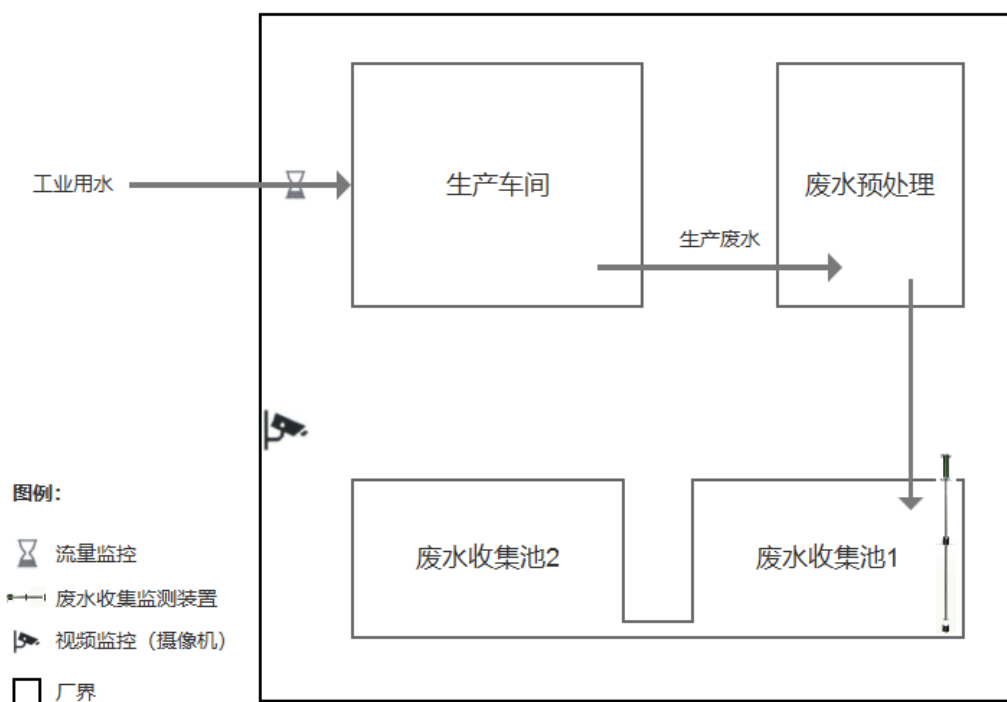 工业用水
生产车间
废水预处理
生产废水
废水收集池2
废水收集池1
图例：
流量监控
废水收集监测装置
视频监控（摄像机）
厂界